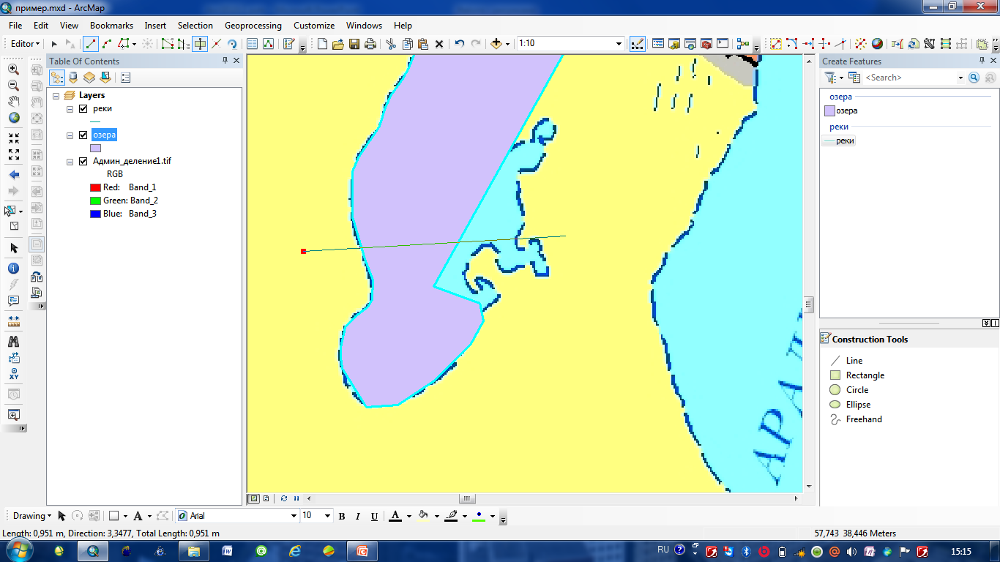 пример.mxd - ArcMap
File Edit View Bookmarks Insert Selection Geoprocessing Customize Windows Help
Editor 1:10
Table Of Contents
Layers
реки
озера
Админ_деление1.tif
RGB
Red: Band_1
Green: Band_2
Blue: Band_3
АРАЛ
Create Features
<Search>
озера
озера
реки
реки
Construction Tools
Line
Rectangle
Circle
Ellipse
Freehand
Drawing Arial 10 B I U A
Length: 0,951 m, Direction: 3,3477, Total Length: 0,951 m 57,743 38,446 Meters
RU 15:15